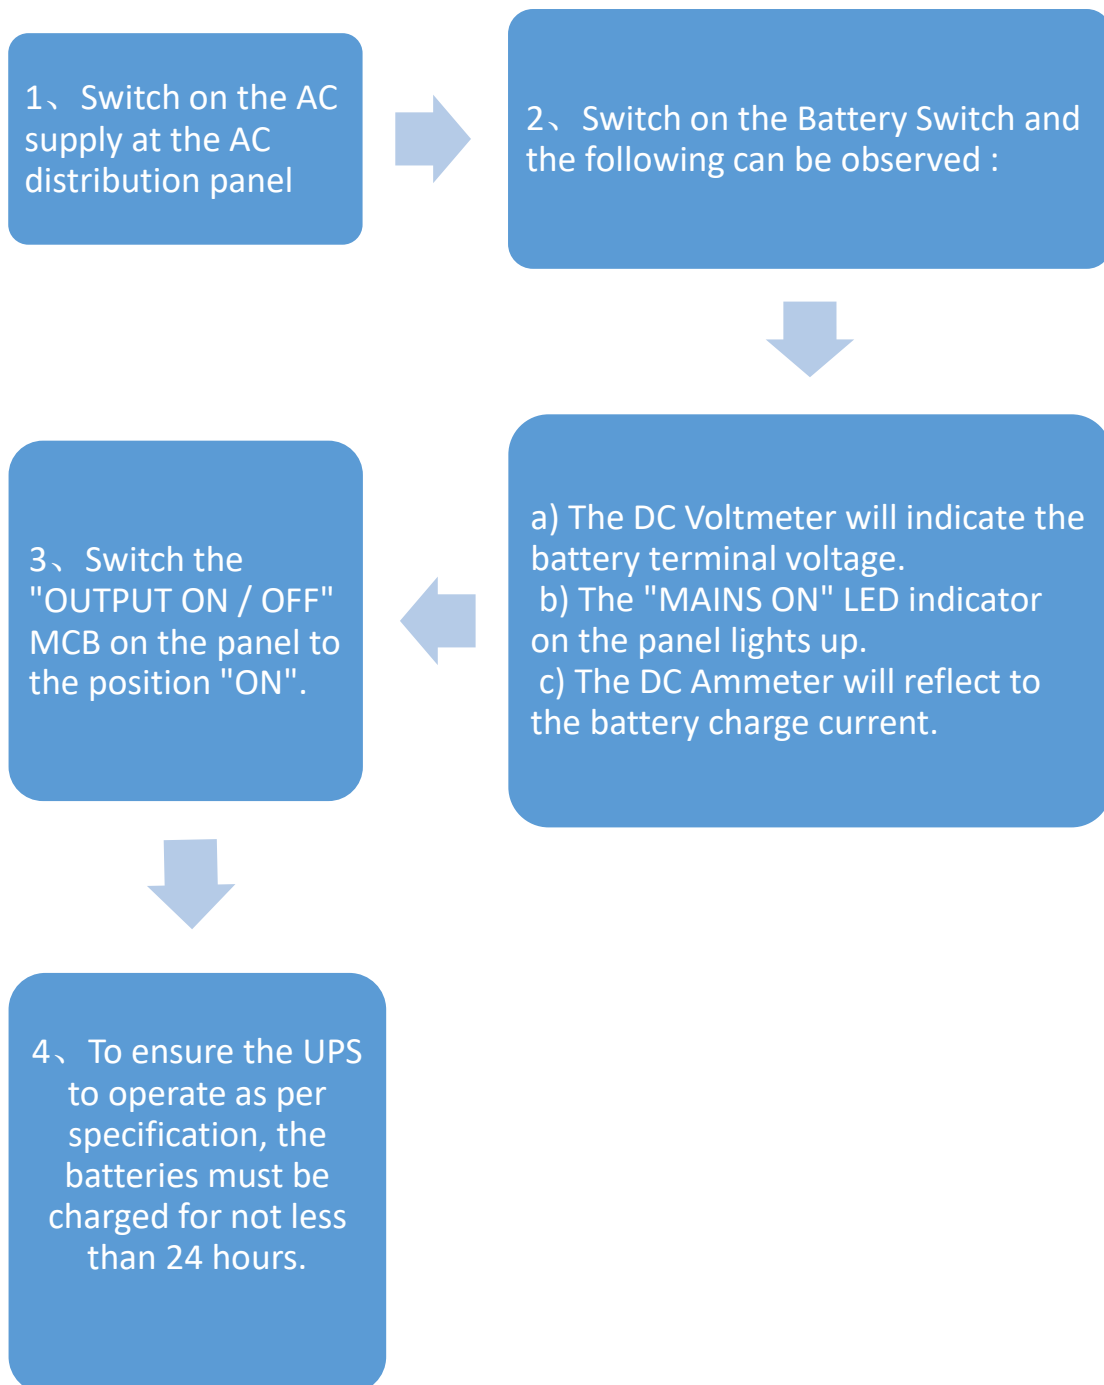 1、Switch on the AC
supply at the AC
distribution panel
2、Switch on the Battery Switch and
the following can be observed :
a) The DC Voltmeter will indicate the
battery terminal voltage.
b) The "MAINS ON" LED indicator
on the panel lights up.
c) The DC Ammeter will reflect to
the battery charge current.
3、Switch the
"OUTPUT ON / OFF"
MCB on the panel to
the position "ON".
4、To ensure the UPS
to operate as per
specification, the
batteries must be
charged for not less
than 24 hours.